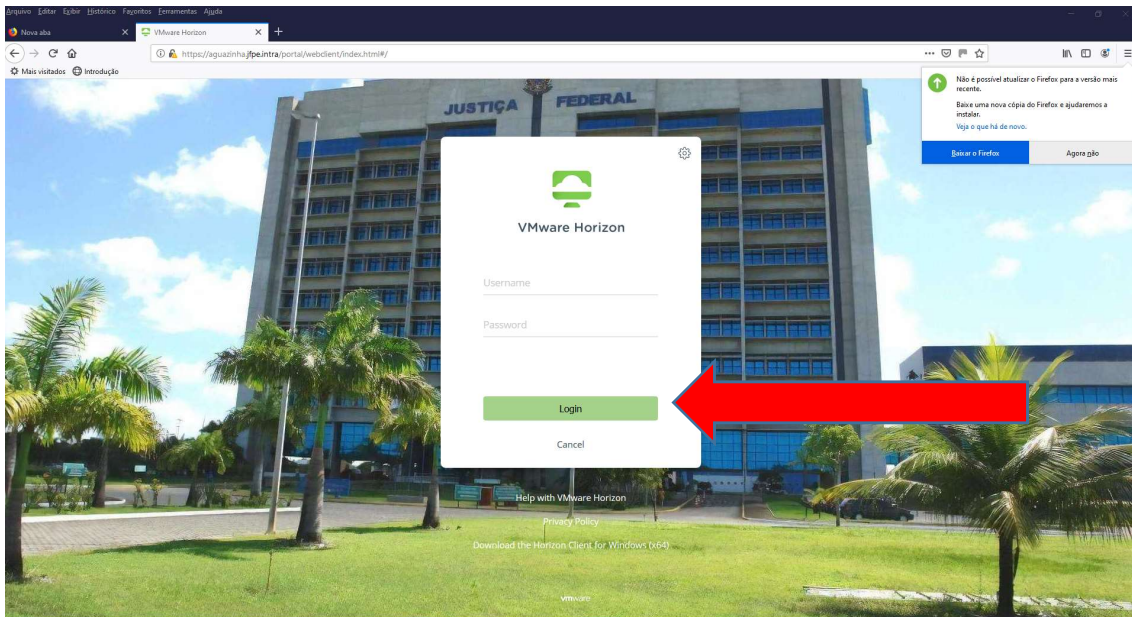 Arquivo Editar Exibir Histórico Favoritos Ferramentas Ajuda
Nova aba
VMware Horizon
https://aguazinha.jfpe.intra/portal/webclient/index.html#/
Mais visitados Introdução
Não é possível atualizar o Firefox para a versão mais
recente.
Baixe uma nova cópia do Firefox e ajudaremos a
instalar.
Veja o que há de novo.
Baixar o Firefox
Agora não
JUSTIÇA FEDERAL
VMware Horizon
Username
Password
Login
Cancel
Help with VMware Horizon
Privacy Policy
Download the Horizon Client for Windows (x64)
vmware